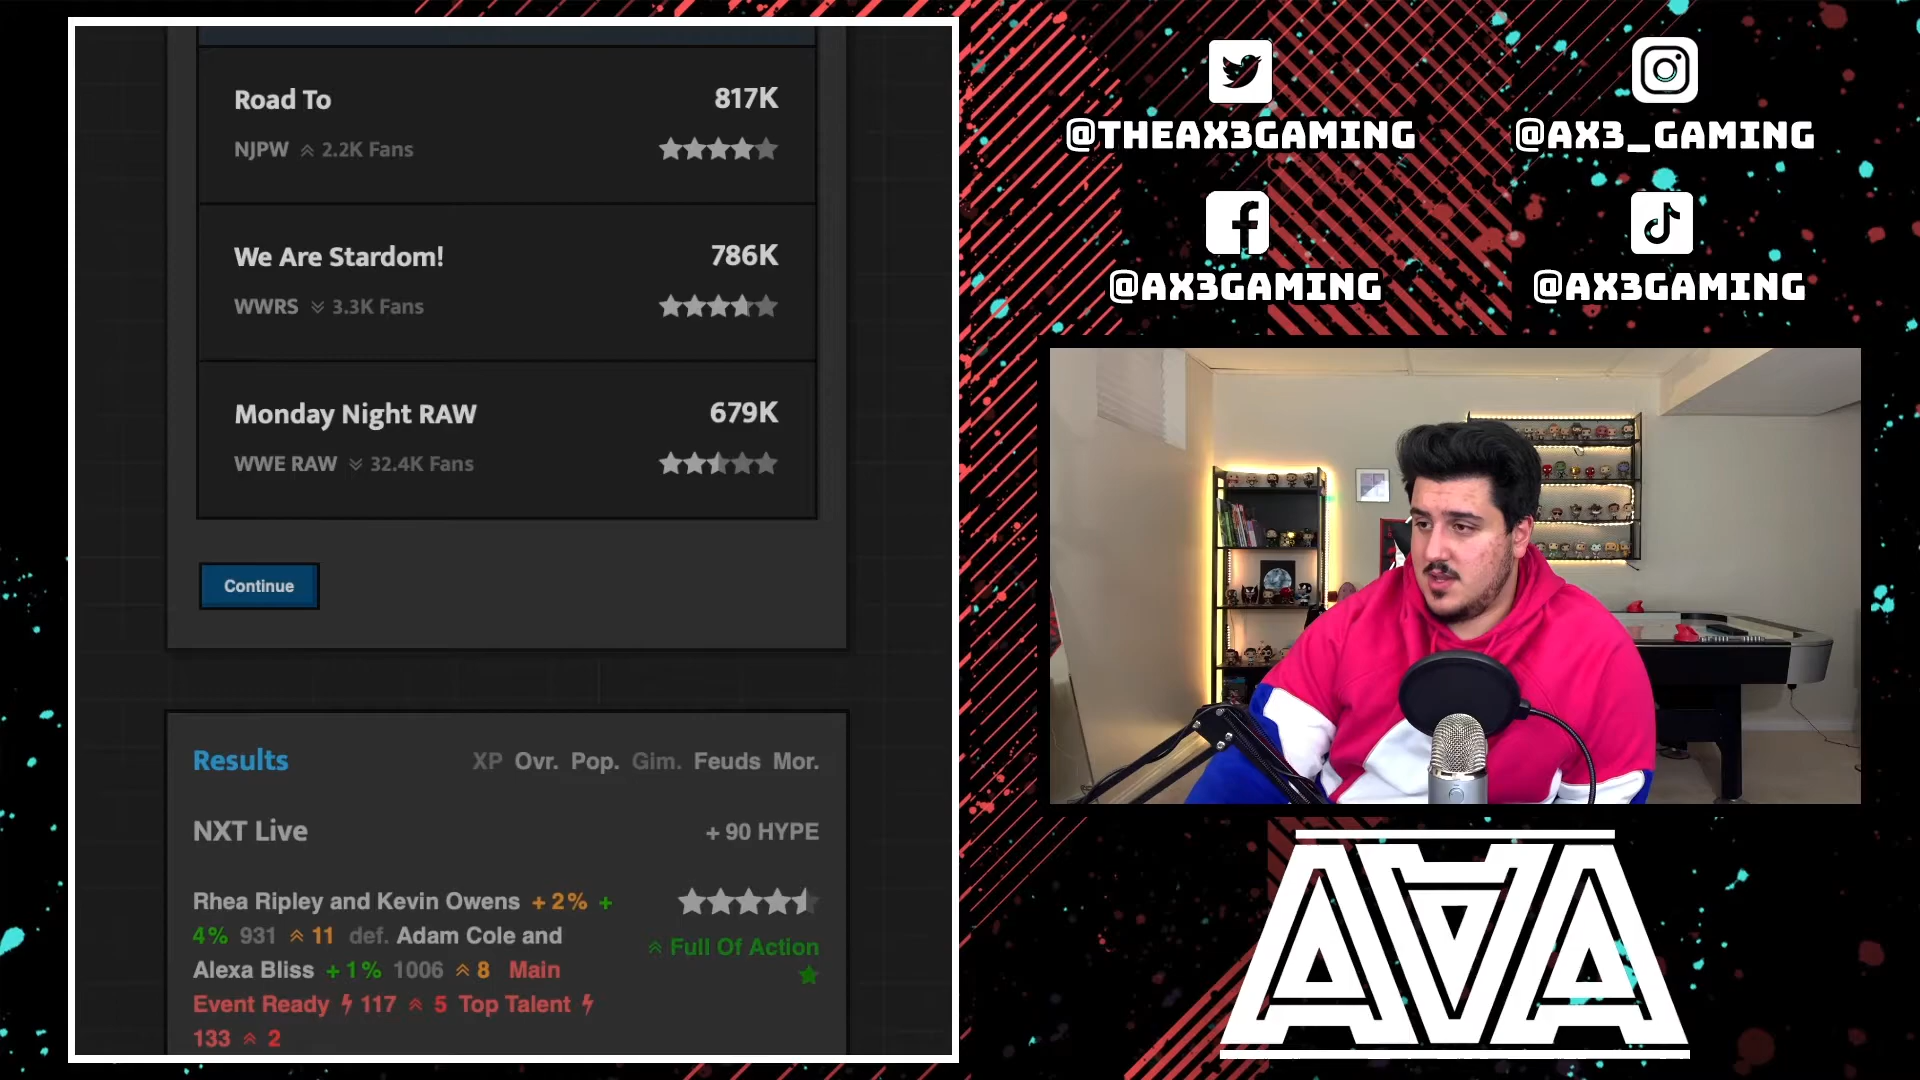 Road To 817K
NJPW 2.2K Fans
We Are Stardom! 786K
WWRS 3.3K Fans
Monday Night RAW 679K
WWE RAW 32.4K Fans
Continue
Results XP Ovr. Pop. Gim. Feuds Mor.
NXT Live + 90 HYPE
Rhea Ripley and Kevin Owens + 2% +
4% 931 11 def. Adam Cole and
Alexa Bliss + 1% 1006 8 Main
Event Ready 117 5 Top Talent
133 2
Full Of Action
@THEAX3GAMING
@AX3_GAMING
@AX3GAMING
@AX3GAMING